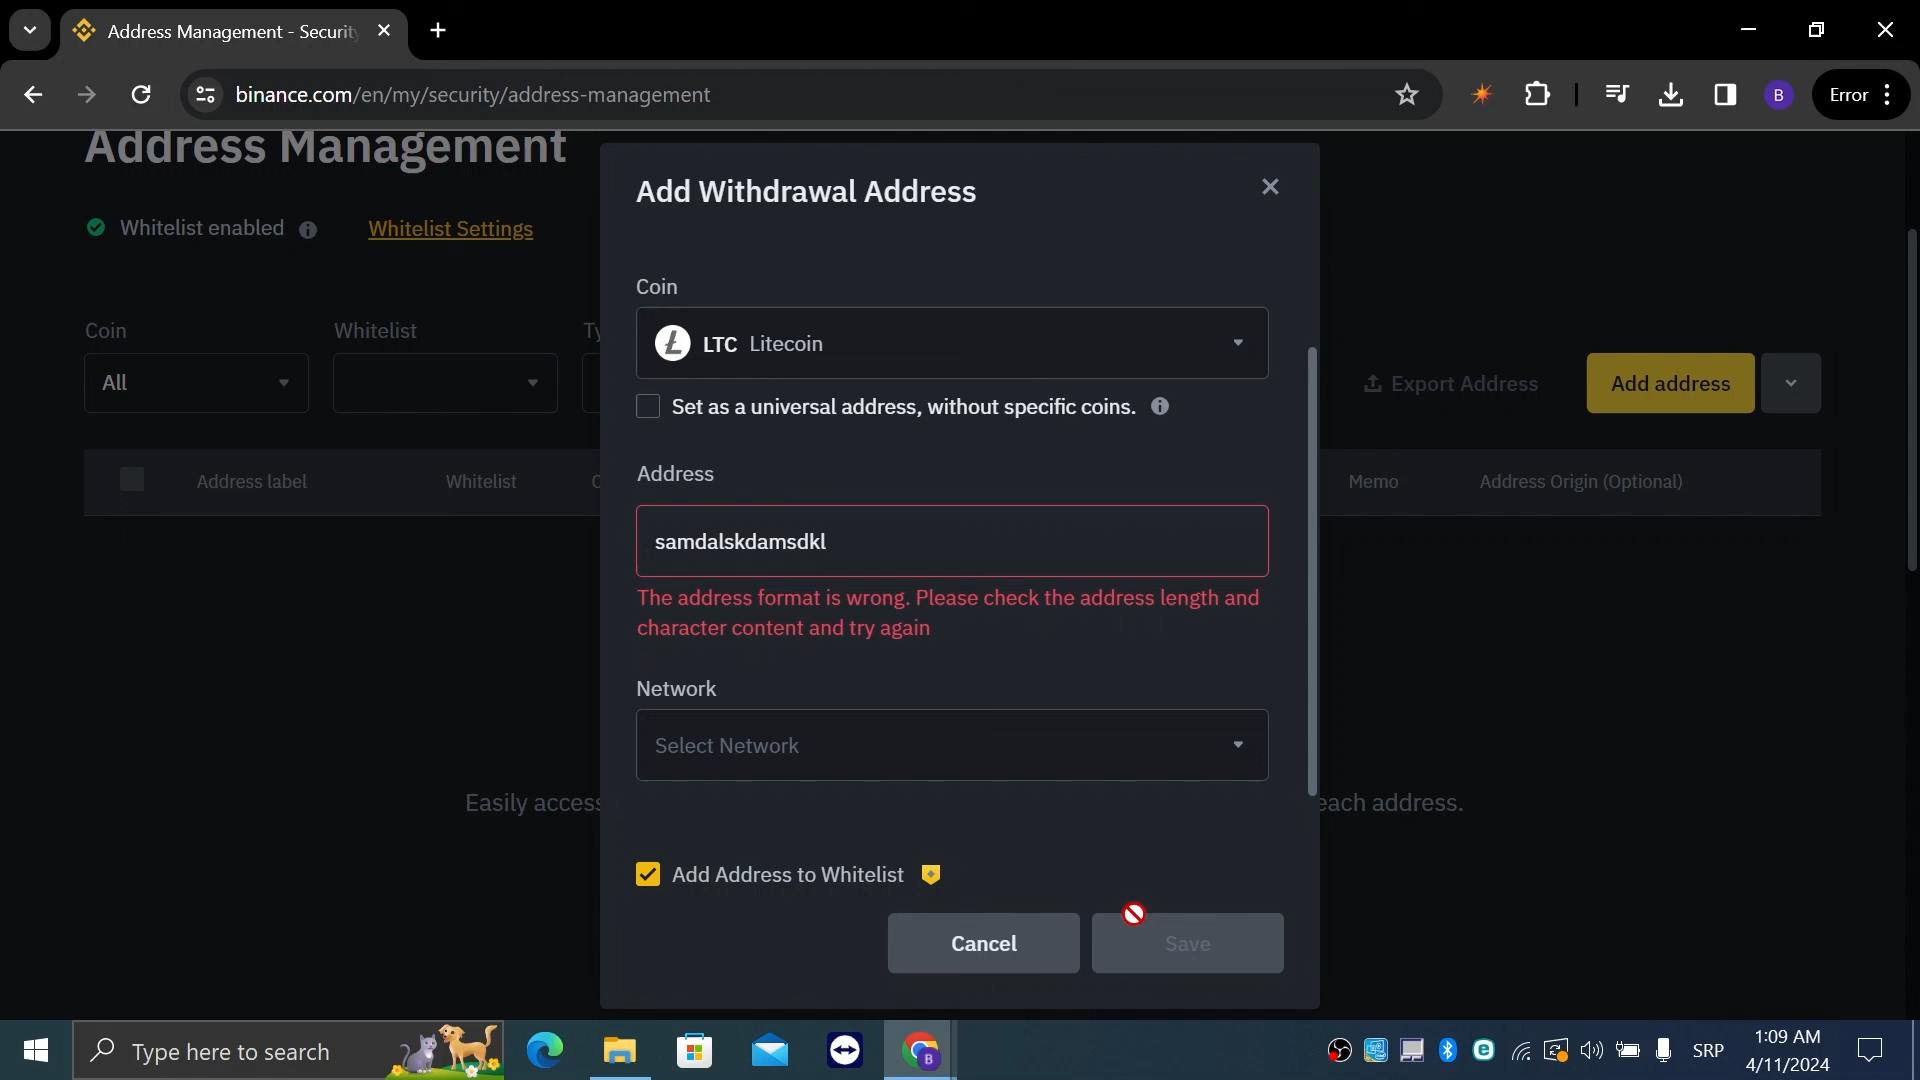 Address Management - Securit
binance.com/en/my/security/address-management
B
Error
Address Management
Whitelist enabled
Whitelist Settings
Coin
Whitelist
Ty
All
Export Address
Add address
Address label
Whitelist
C
Memo
Address Origin (Optional)
Easily access
each address.
Add Withdrawal Address
Coin
LTC Litecoin
Set as a universal address, without specific coins.
Address
samdalskdamsdkl
The address format is wrong. Please check the address length and
character content and try again
Network
Select Network
Add Address to Whitelist
Cancel
Save
Type here to search
B
SRP
1:09 AM
4/11/2024